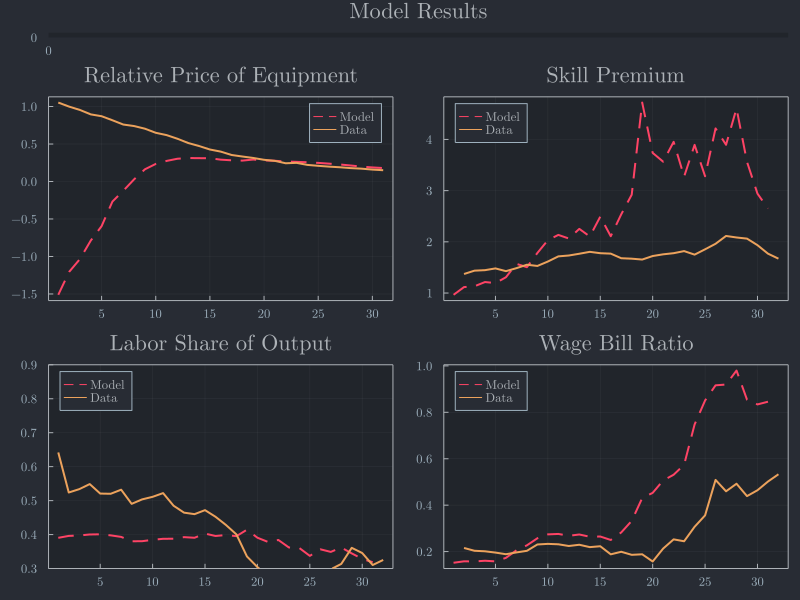 Model Results
0
0
Relative Price of Equipment
Skill Premium
1.0
0.5
0.0
−0.5
−1.0
−1.5
Model
Data
5 10 15 20 25 30
4
3
2
1
Model
Data
5 10 15 20 25 30
Labor Share of Output
Wage Bill Ratio
0.9
0.8
0.7
0.6
0.5
0.4
0.3
Model
Data
5 10 15 20 25 30
1.0
0.8
0.6
0.4
0.2
Model
Data
5 10 15 20 25 30